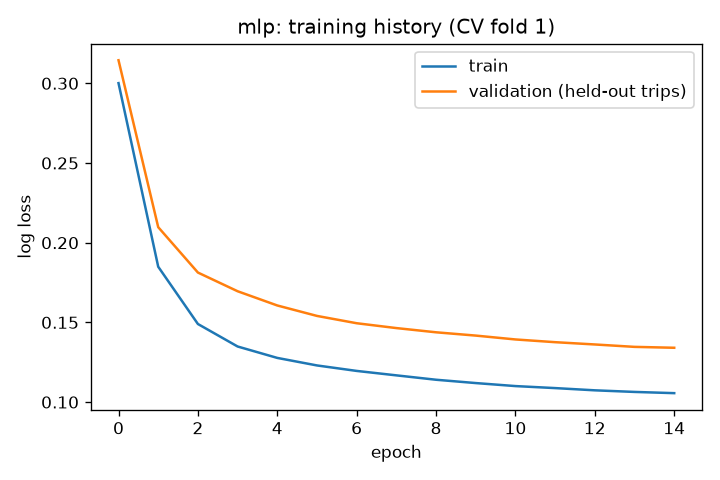 mlp: training history (CV fold 1)
train
validation (held-out trips)
log loss
0.30
0.25
0.20
0.15
0.10
0 2 4 6 8 10 12 14
epoch